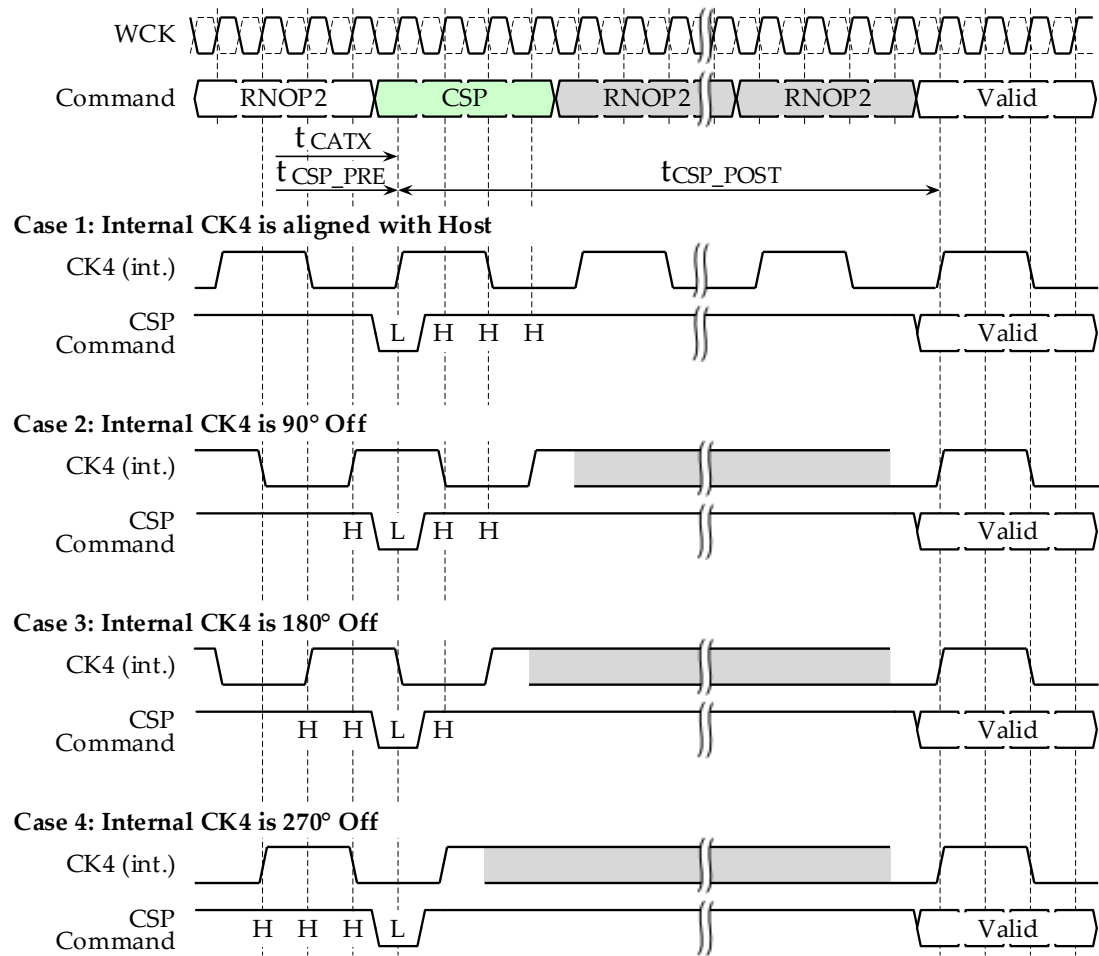 WCK
Command RNOP2 CSP RNOP2 RNOP2 Valid
tCATX
tCSP_PRE tCSP_POST
Case 1: Internal CK4 is aligned with Host
CK4 (int.)
CSP
Command L H H H Valid
Case 2: Internal CK4 is 90° Off
CK4 (int.)
CSP
Command H L H H Valid
Case 3: Internal CK4 is 180° Off
CK4 (int.)
CSP
Command H H L H Valid
Case 4: Internal CK4 is 270° Off
CK4 (int.)
CSP
Command H H H L Valid